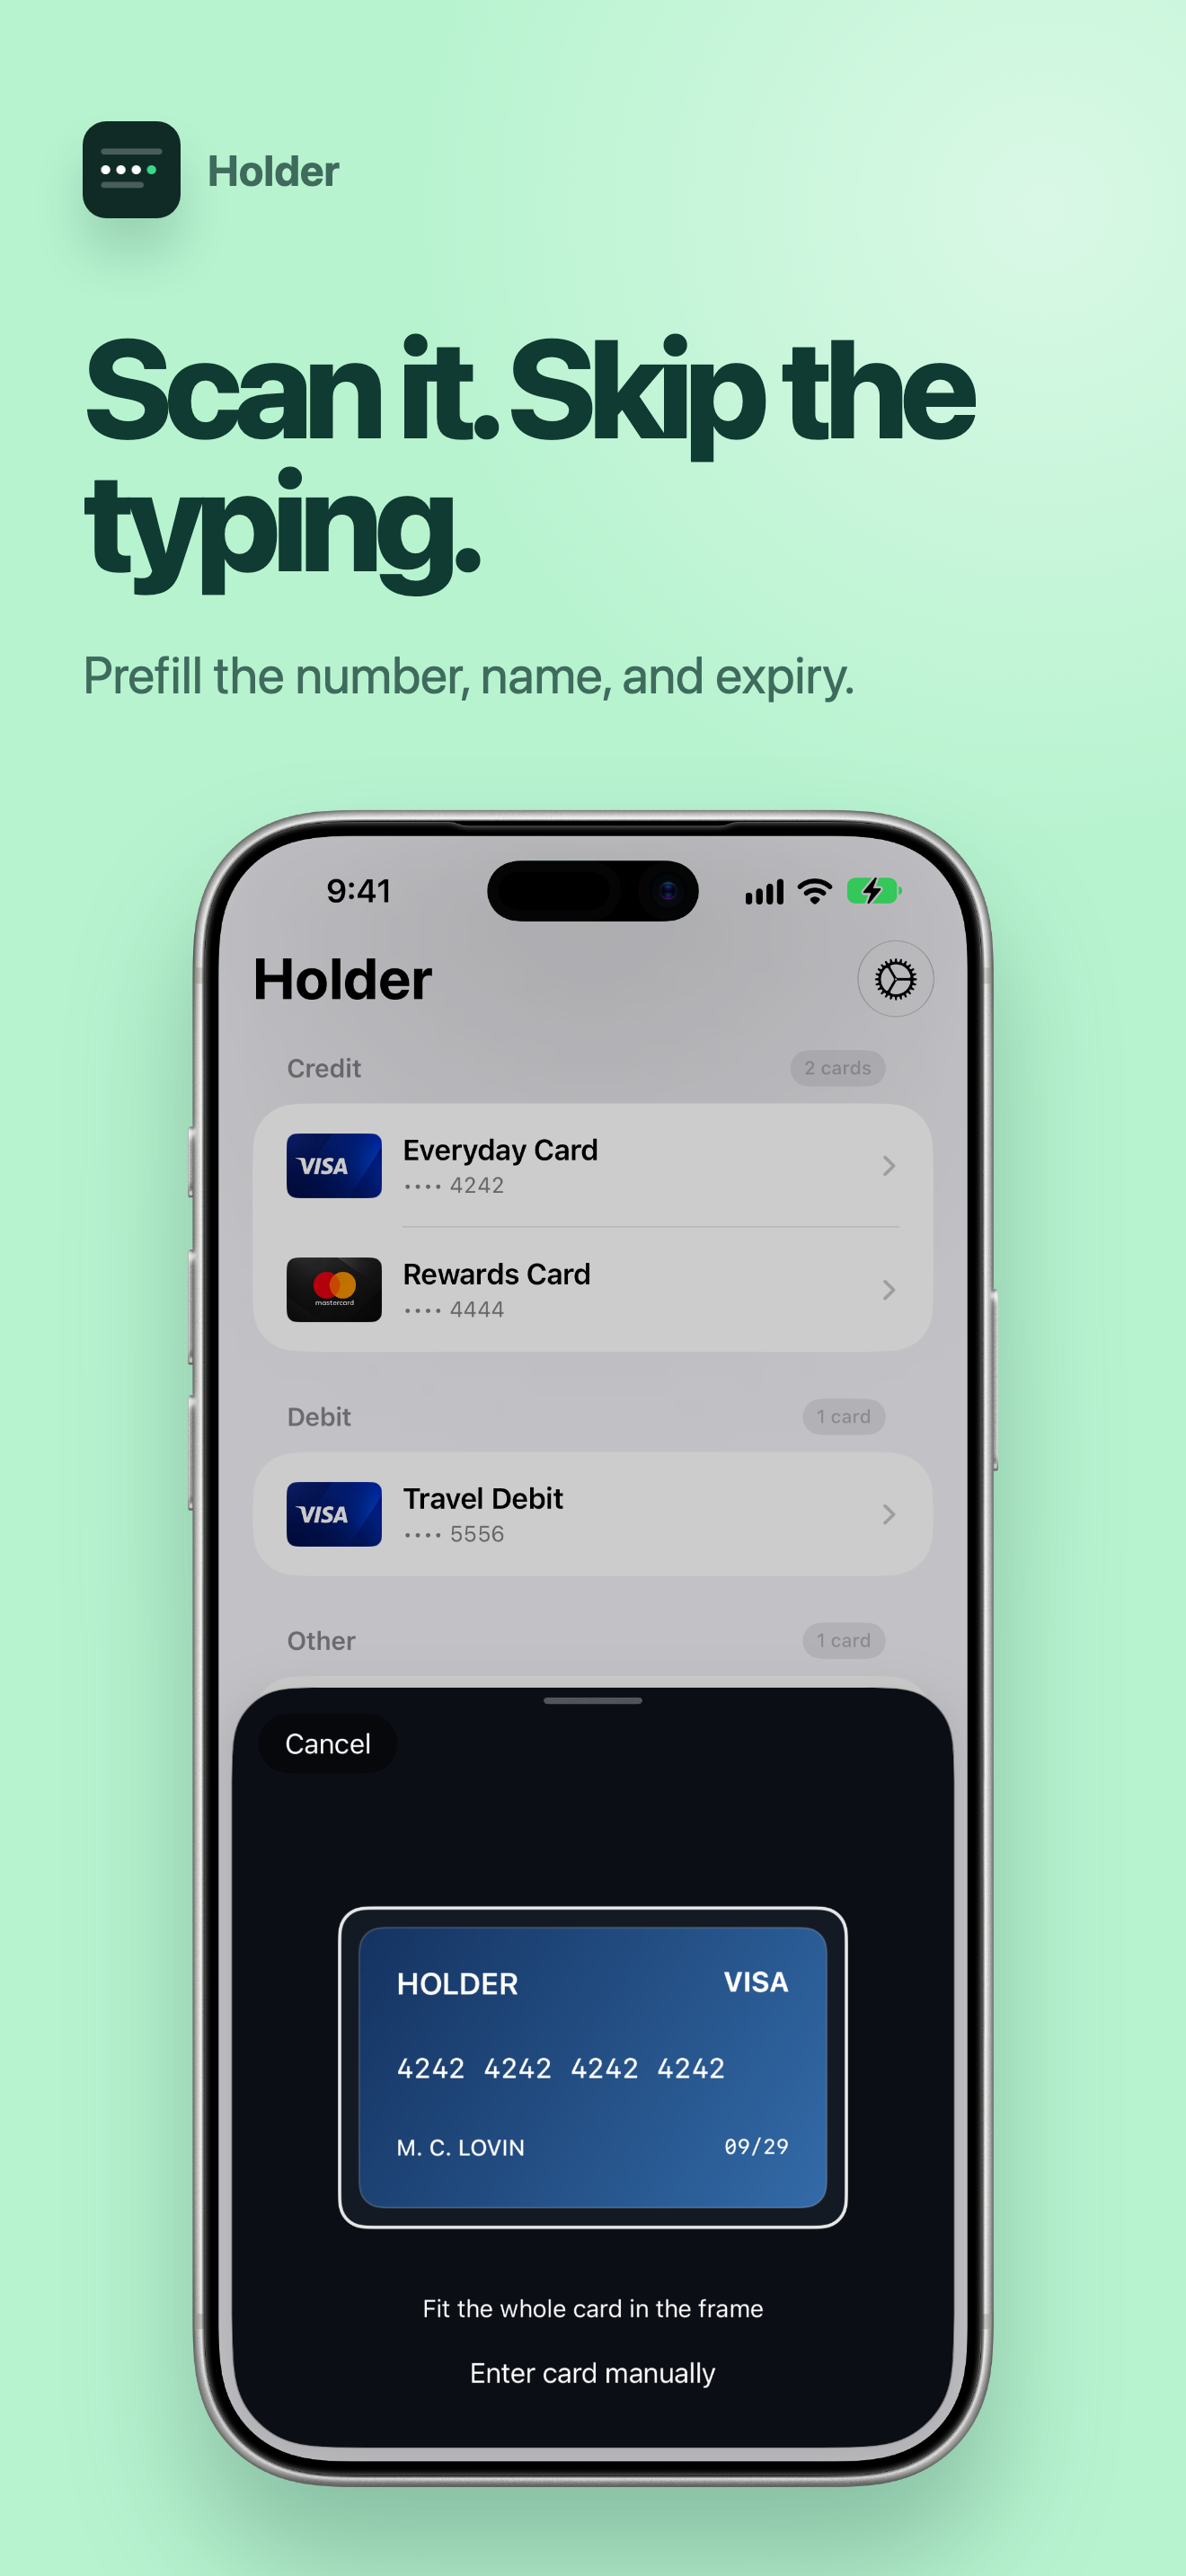 Holder
Scan it. Skip the
typing.
Prefill the number, name, and expiry.
9:41
Holder
Credit
2 cards
VISA
Everyday Card
•••• 4242
mastercard
Rewards Card
•••• 4444
Debit
1 card
VISA
Travel Debit
•••• 5556
Other
1 card
Cancel
HOLDER
VISA
4242 4242 4242 4242
M. C. LOVIN
09/29
Fit the whole card in the frame
Enter card manually